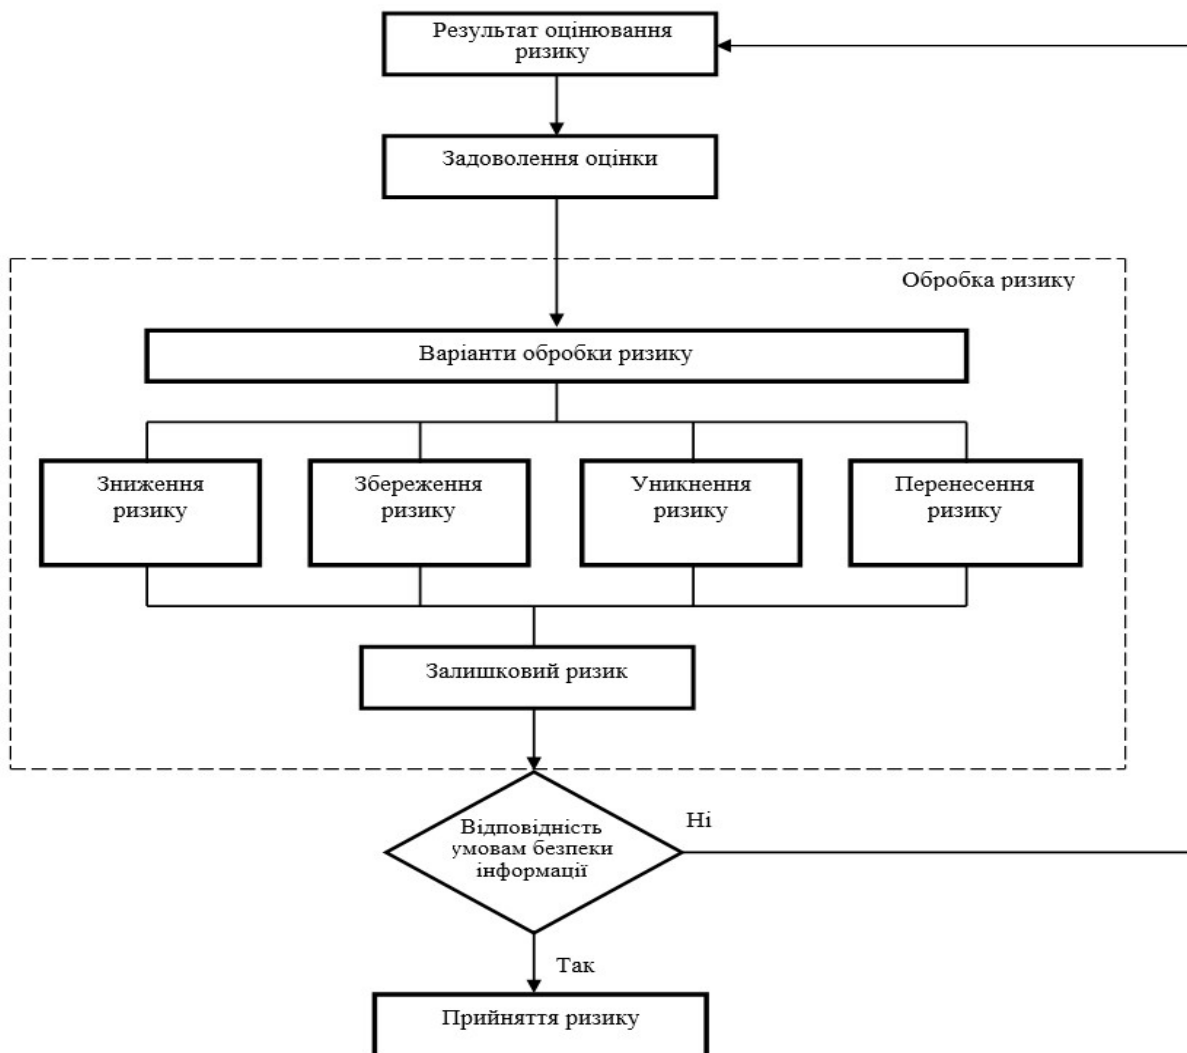 Результат оцінювання
ризику
Задоволення оцінки
Обробка ризику
Варіанти обробки ризику
Зниження
ризику
Збереження
ризику
Уникнення
ризику
Перенесення
ризику
Залишковий ризик
Відповідність
умовам безпеки
інформації
Ні
Так
Прийняття ризику